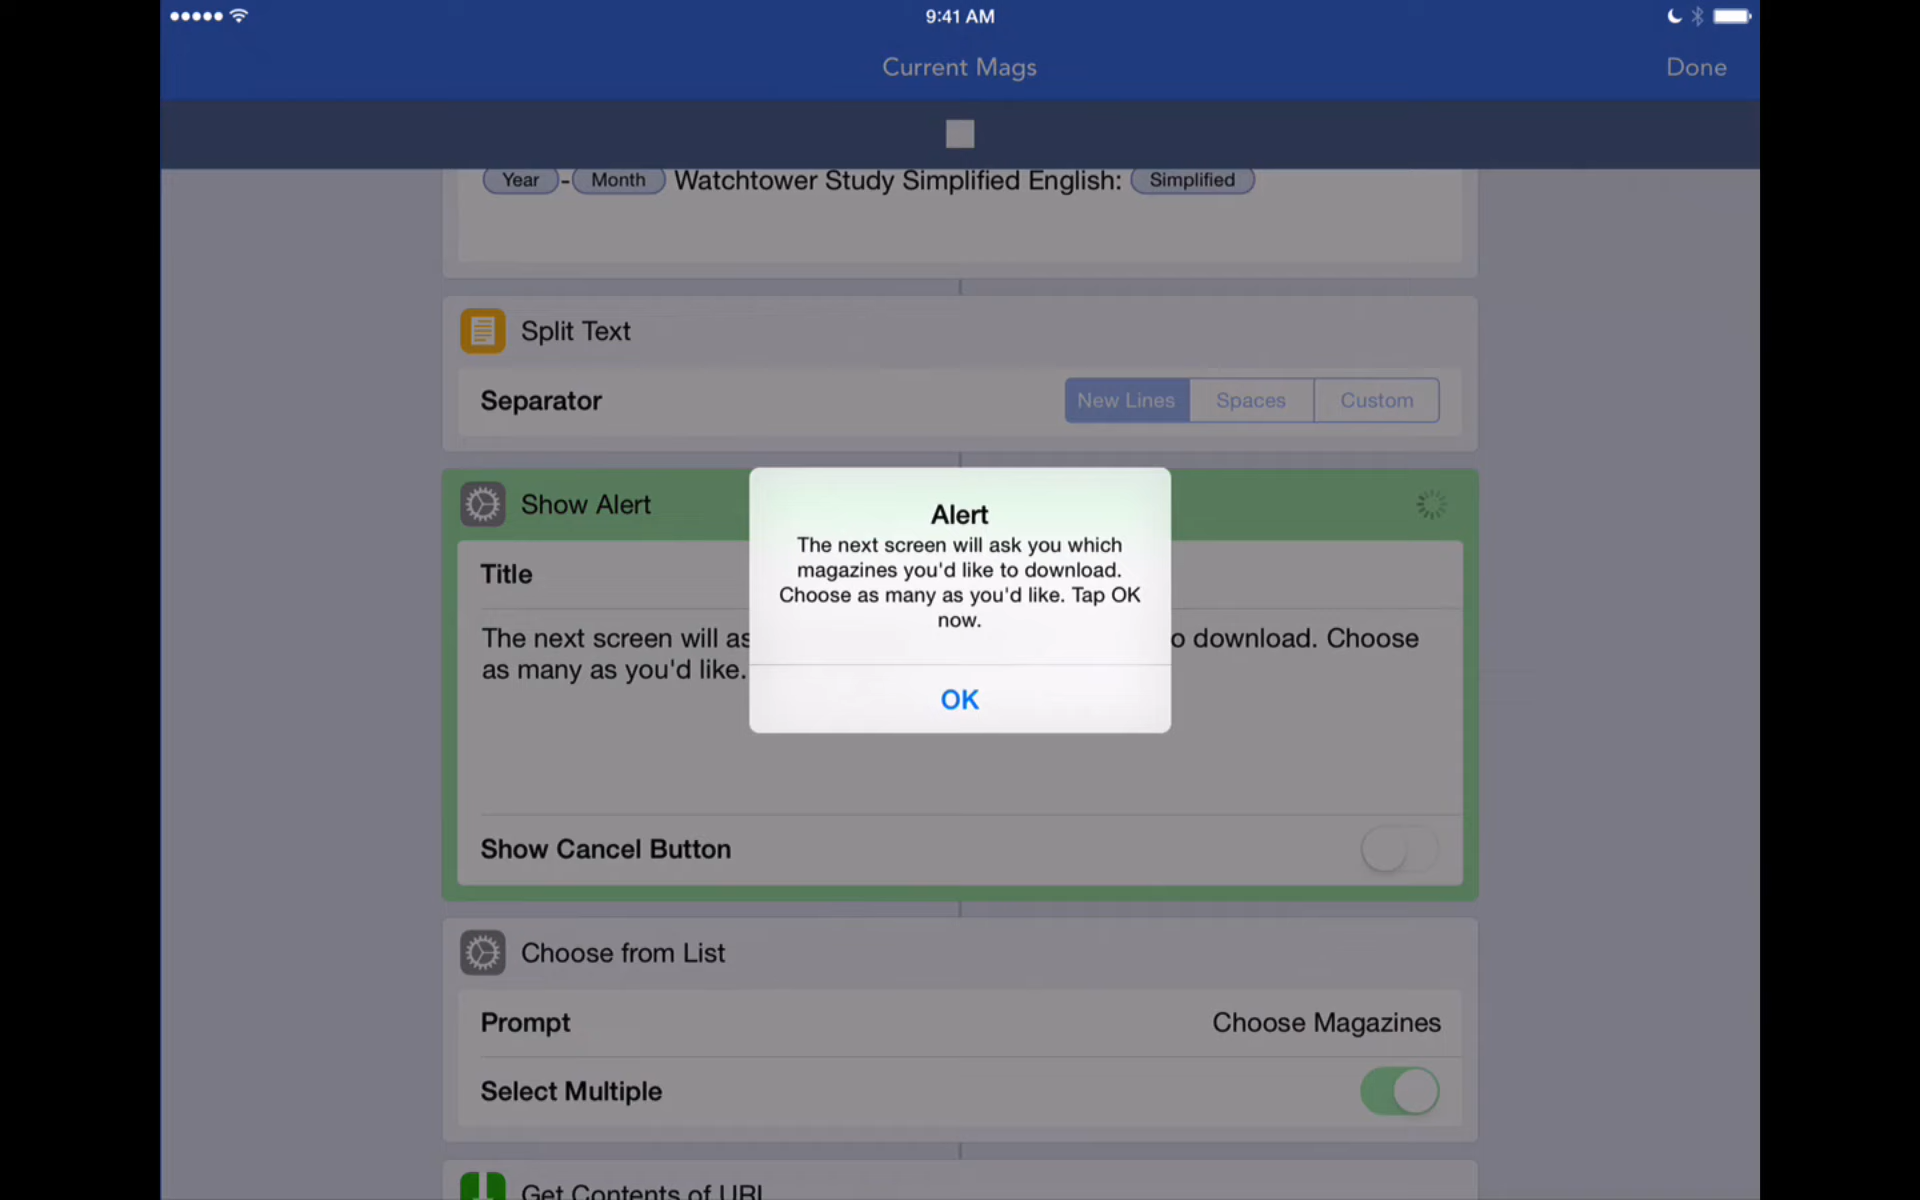 9:41 AM
Current Mags
Done
Year - Month Watchtower Study Simplified English: Simplified
Split Text
Separator
New Lines Spaces Custom
Show Alert
Title
The next screen will as
o download. Choose
as many as you'd like.
Alert
The next screen will ask you which
magazines you'd like to download.
Choose as many as you'd like. Tap OK
now.
OK
Show Cancel Button
Choose from List
Prompt Choose Magazines
Select Multiple
Get Contents of URL